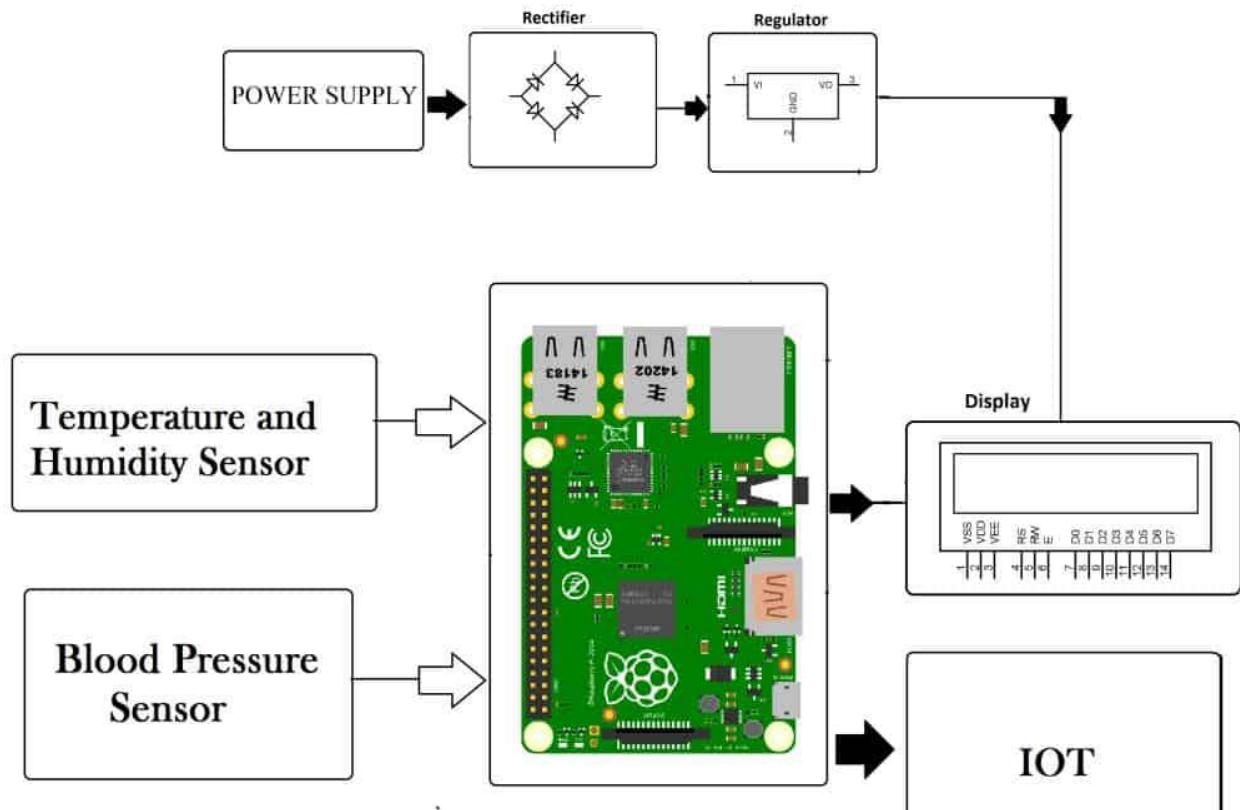 Rectifier
Regulator
POWER SUPPLY
1
VI
VO
3
GND
2
14183
14202
Temperature and
Humidity Sensor
Display
VSS
VDD
VEE
RS
RW
E
D0
D1
D2
D3
D4
D5
D6
D7
1
2
3
4
5
6
7
8
9
10
11
12
13
14
CE
FC
HDMI
Blood Pressure
Sensor
IOT